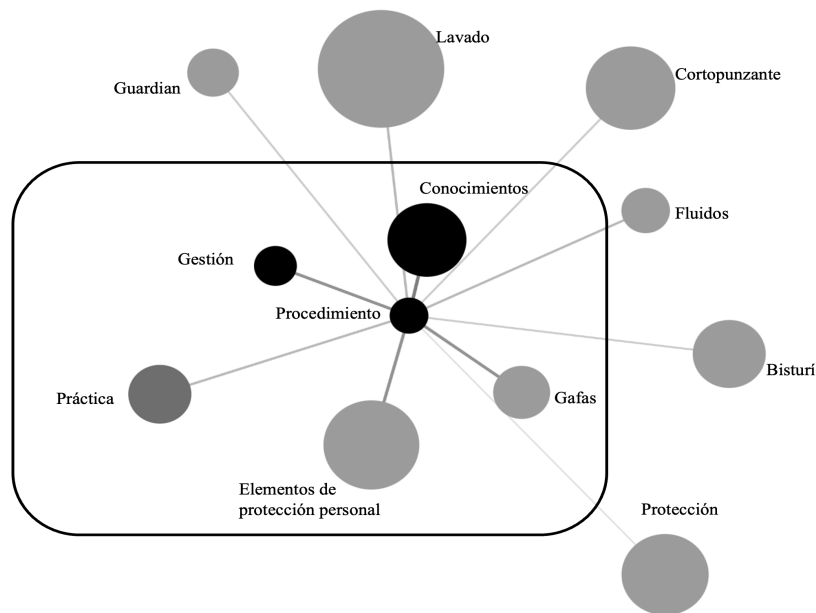 Lavado
Cortopunzante
Guardian
Conocimientos
Fluidos
Gestión
Procedimiento
Bisturí
Práctica
Gafas
Elementos de
protección personal
Protección